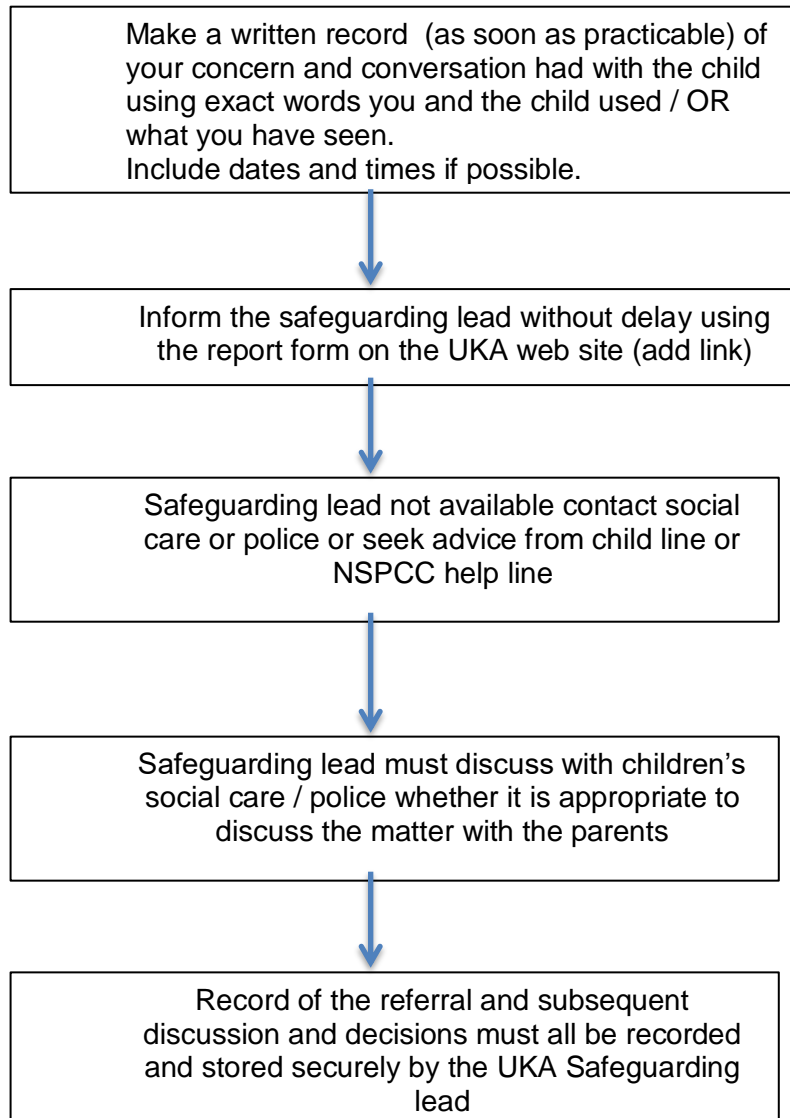 Make a written record  (as soon as practicable) of
your concern and conversation had with the child
using exact words you and the child used / OR
what you have seen.
Include dates and times if possible.
Inform the safeguarding lead without delay using
the report form on the UKA web site (add link)
Safeguarding lead not available contact social
care or police or seek advice from child line or
NSPCC help line
Safeguarding lead must discuss with children’s
social care / police whether it is appropriate to
discuss the matter with the parents
Record of the referral and subsequent
discussion and decisions must all be recorded
and stored securely by the UKA Safeguarding
lead